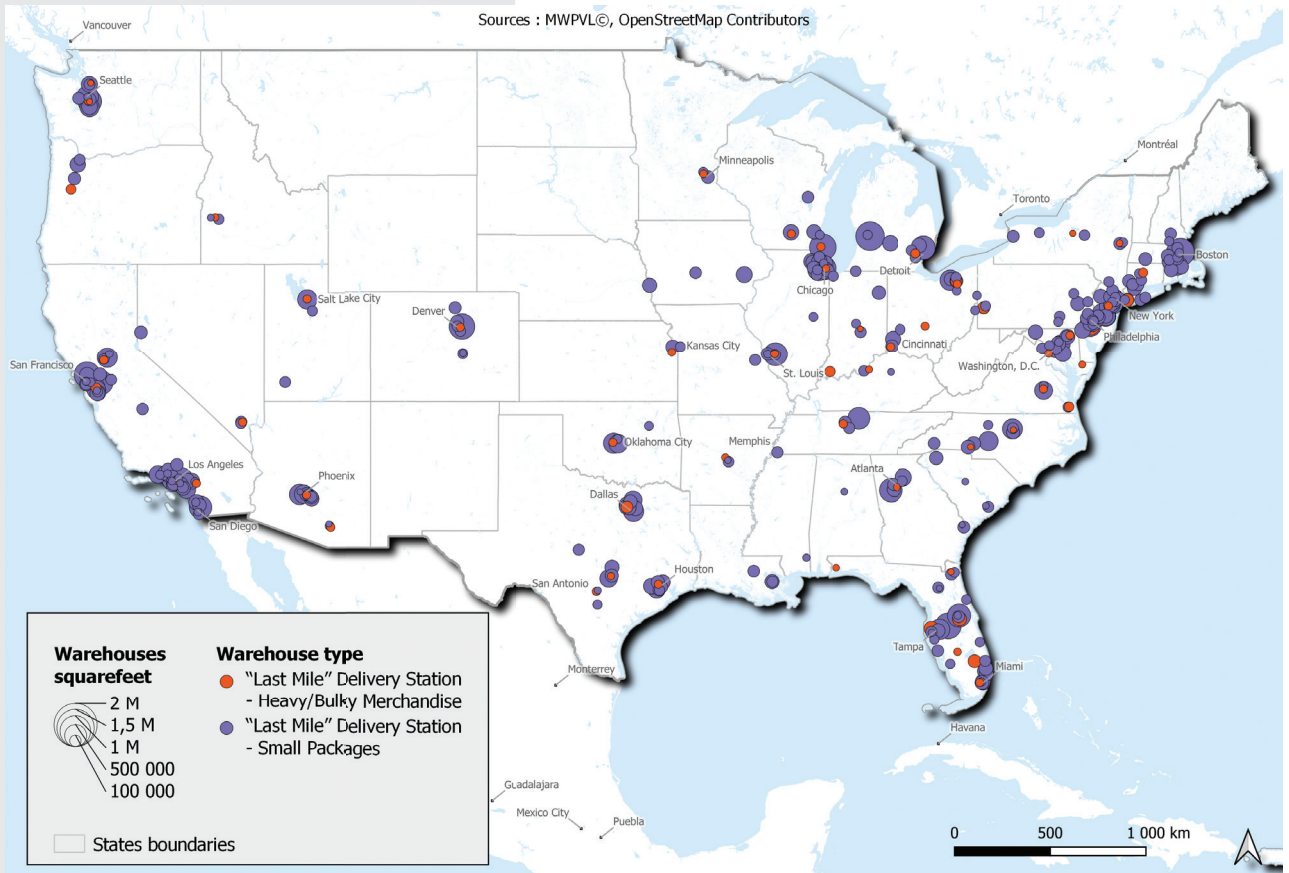 Sources : MWPVL©, OpenStreetMap Contributors
Vancouver
Seattle
Minneapolis
Montréal
Toronto
Boston
Detroit
Chicago
Salt Lake City
Denver
New York
Philadelphia
Cincinnati
Kansas City
San Francisco
Washington, D.C.
St. Louis
Oklahoma City
Memphis
Los Angeles
Atlanta
Phoenix
Dallas
San Diego
Houston
San Antonio
Tampa
Miami
Monterrey
Havana
Guadalajara
Mexico City
Puebla
Warehouses
squarefeet
2 M
1,5 M
1 M
500 000
100 000
Warehouse type
“Last Mile” Delivery Station
- Heavy/Bulky Merchandise
“Last Mile” Delivery Station
- Small Packages
States boundaries
0 500 1 000 km